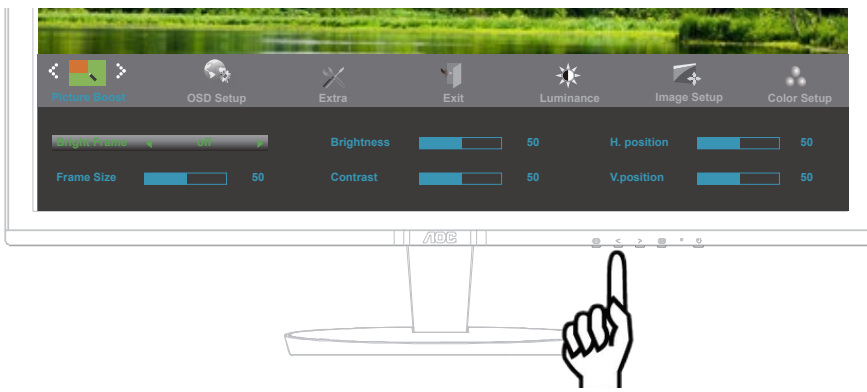 Picture Boost OSD Setup Extra Exit Luminance Image Setup Color Setup
Bright Frame off Brightness 50 H. position 50
Frame Size 50 Contrast 50 V.position 50
AOC
< >